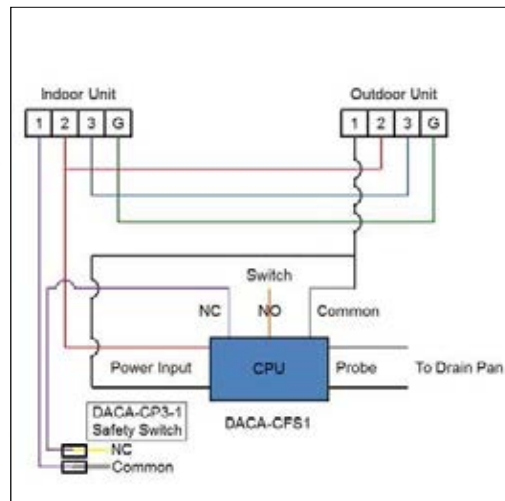 Indoor Unit
Outdoor Unit
1 2 3 G
1 2 3 G
Switch
NC NO Common
Power Input CPU Probe To Drain Pan
DACA-CFS1
DACA-CP3-1
Safety Switch
NC
Common